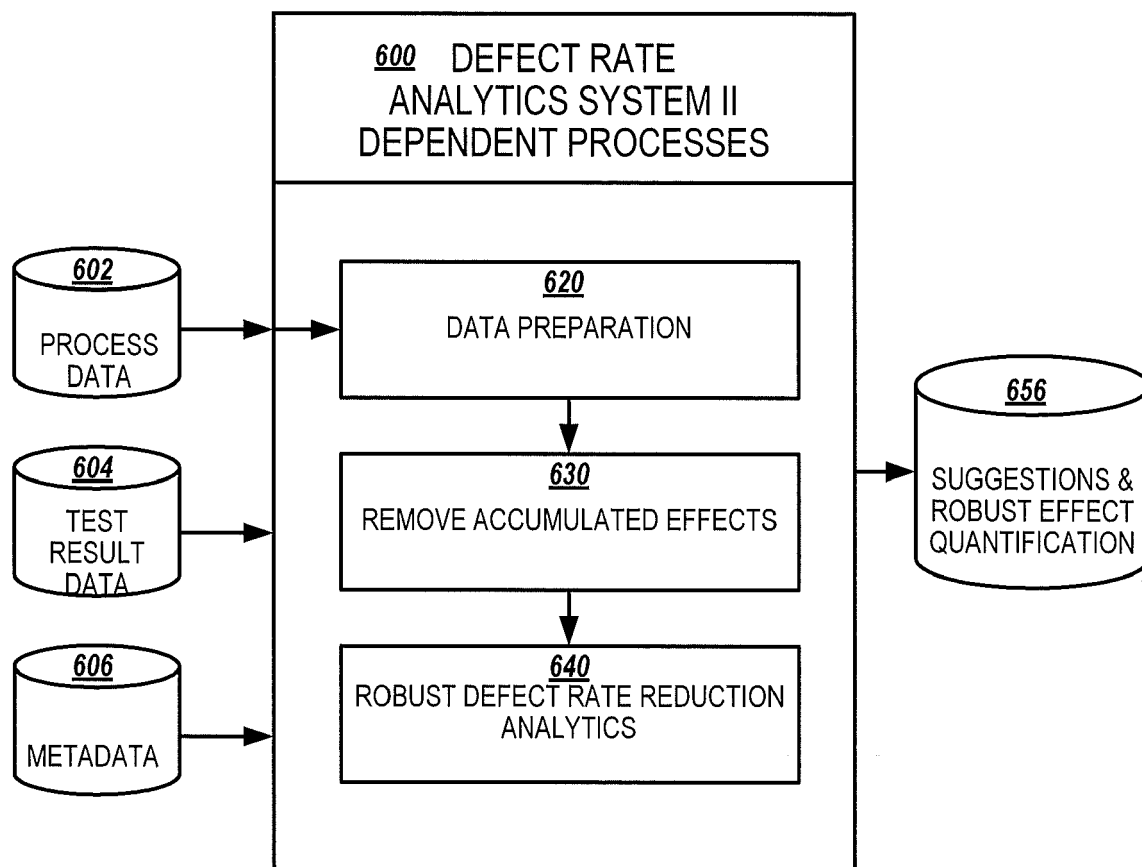 600 DEFECT RATE
ANALYTICS SYSTEM II
DEPENDENT PROCESSES
602
PROCESS
DATA
604
TEST
RESULT
DATA
606
METADATA
620
DATA PREPARATION
630
REMOVE ACCUMULATED EFFECTS
640
ROBUST DEFECT RATE REDUCTION
ANALYTICS
656
SUGGESTIONS &
ROBUST EFFECT
QUANTIFICATION